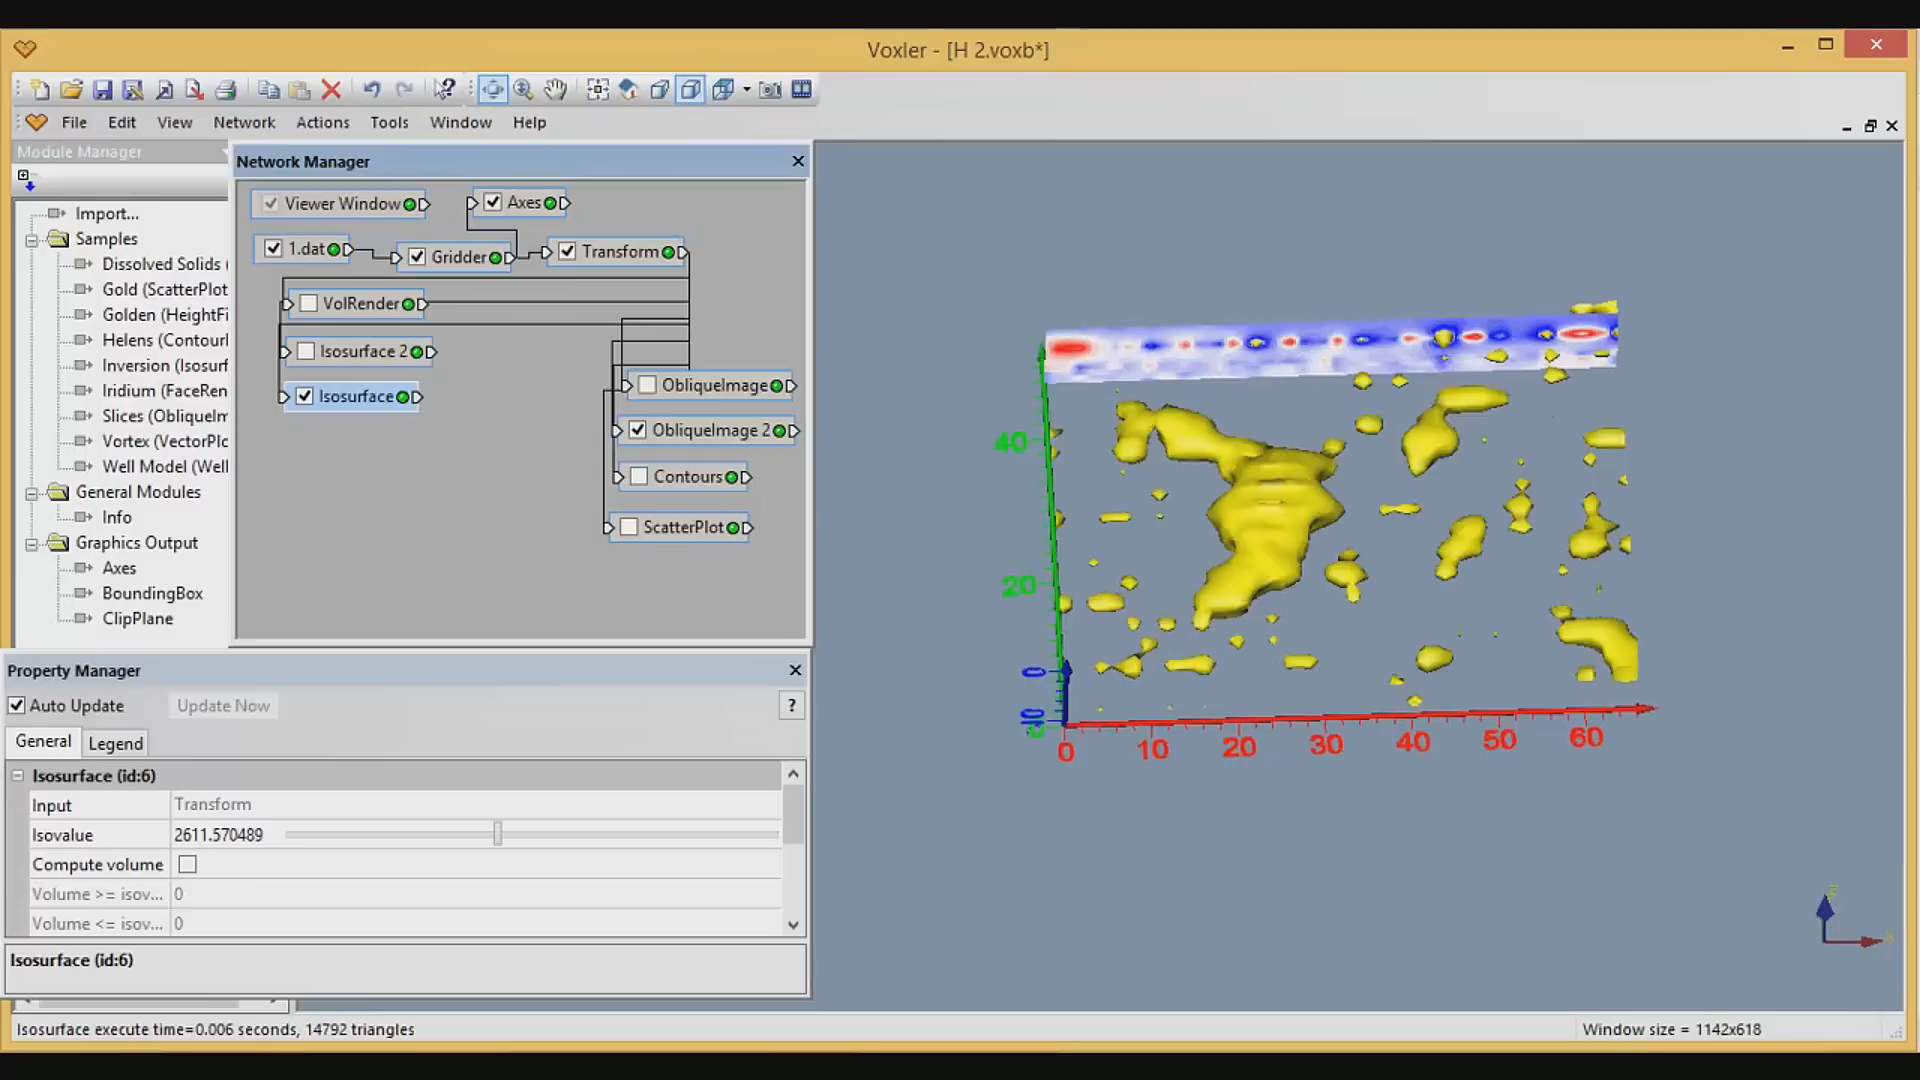 Voxler - [H 2.voxb*]
File Edit View Network Actions Tools Window Help
Module Manager
Import...
Samples
Dissolved Solids (
Gold (ScatterPlot
Golden (HeightFi
Helens (Contourl
Inversion (Isosurf
Iridium (FaceRen
Slices (ObliqueIm
Vortex (VectorPlc
Well Model (Well
General Modules
Info
Graphics Output
Axes
BoundingBox
ClipPlane
Network Manager
Viewer Window
Axes
1.dat
Gridder
Transform
VolRender
Isosurface 2
Isosurface
ObliqueImage
ObliqueImage 2
Contours
ScatterPlot
Property Manager
Auto Update Update Now ?
General Legend
Isosurface (id:6)
Input Transform
Isovalue 2611.570489
Compute volume
Volume >= isov... 0
Volume <= isov... 0
Isosurface (id:6)
40
20
0
0 10 20 30 40 50 60
Isosurface execute time=0.006 seconds, 14792 triangles
Window size = 1142x618